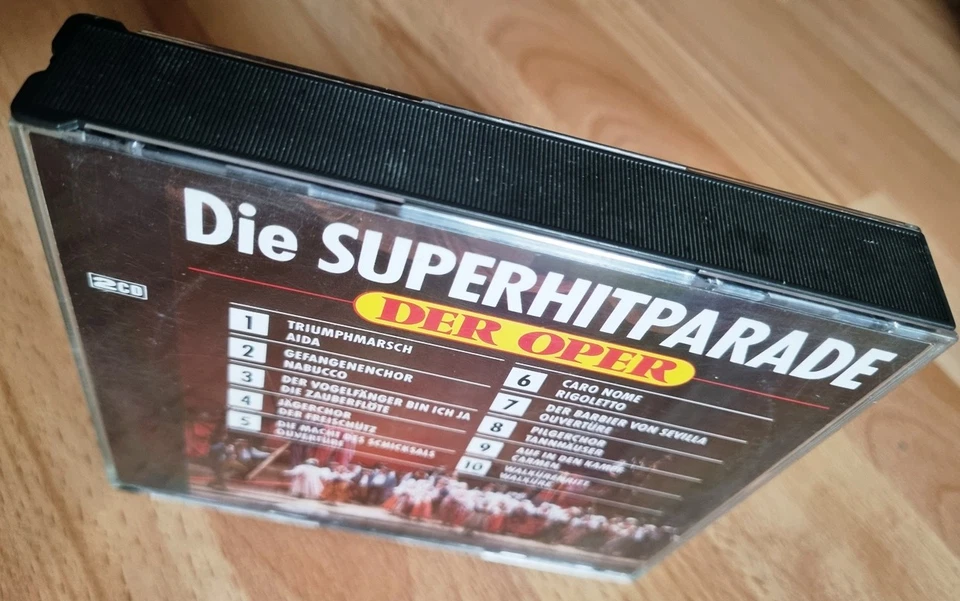 Die SUPERHITPARADE
DER OPER
2CD
1 TRIUMPHMARSCH
AIDA
2 GEFANGENENCHOR
NABUCCO
3 DER VOGELFÄNGER BIN ICH JA
DIE ZAUBERFLÖTE
4 JÄGERCHOR
DER FREISCHÜTZ
5 DIE MACHT DES SCHICKSALS
OUVERTÜRE
6 CARO NOME
RIGOLETTO
7 DER BARBIER VON SEVILLA
OUVERTÜRE
8 PILGERCHOR
TANNHÄUSER
9 AUF IN DEN KAMPF
CARMEN
10 WALKÜRENRITT
WALKÜRE